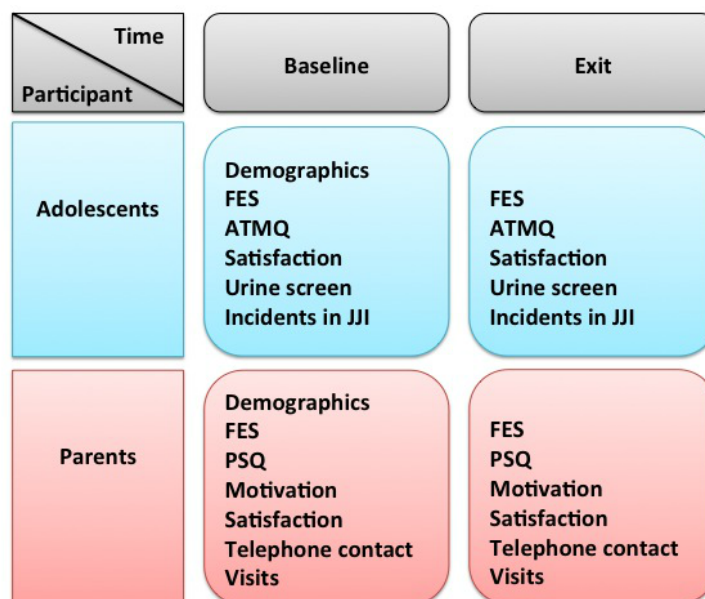 Time
Participant
Baseline
Exit
Adolescents
Demographics
FES
ATMQ
Satisfaction
Urine screen
Incidents in JJI
FES
ATMQ
Satisfaction
Urine screen
Incidents in JJI
Parents
Demographics
FES
PSQ
Motivation
Satisfaction
Telephone contact
Visits
FES
PSQ
Motivation
Satisfaction
Telephone contact
Visits